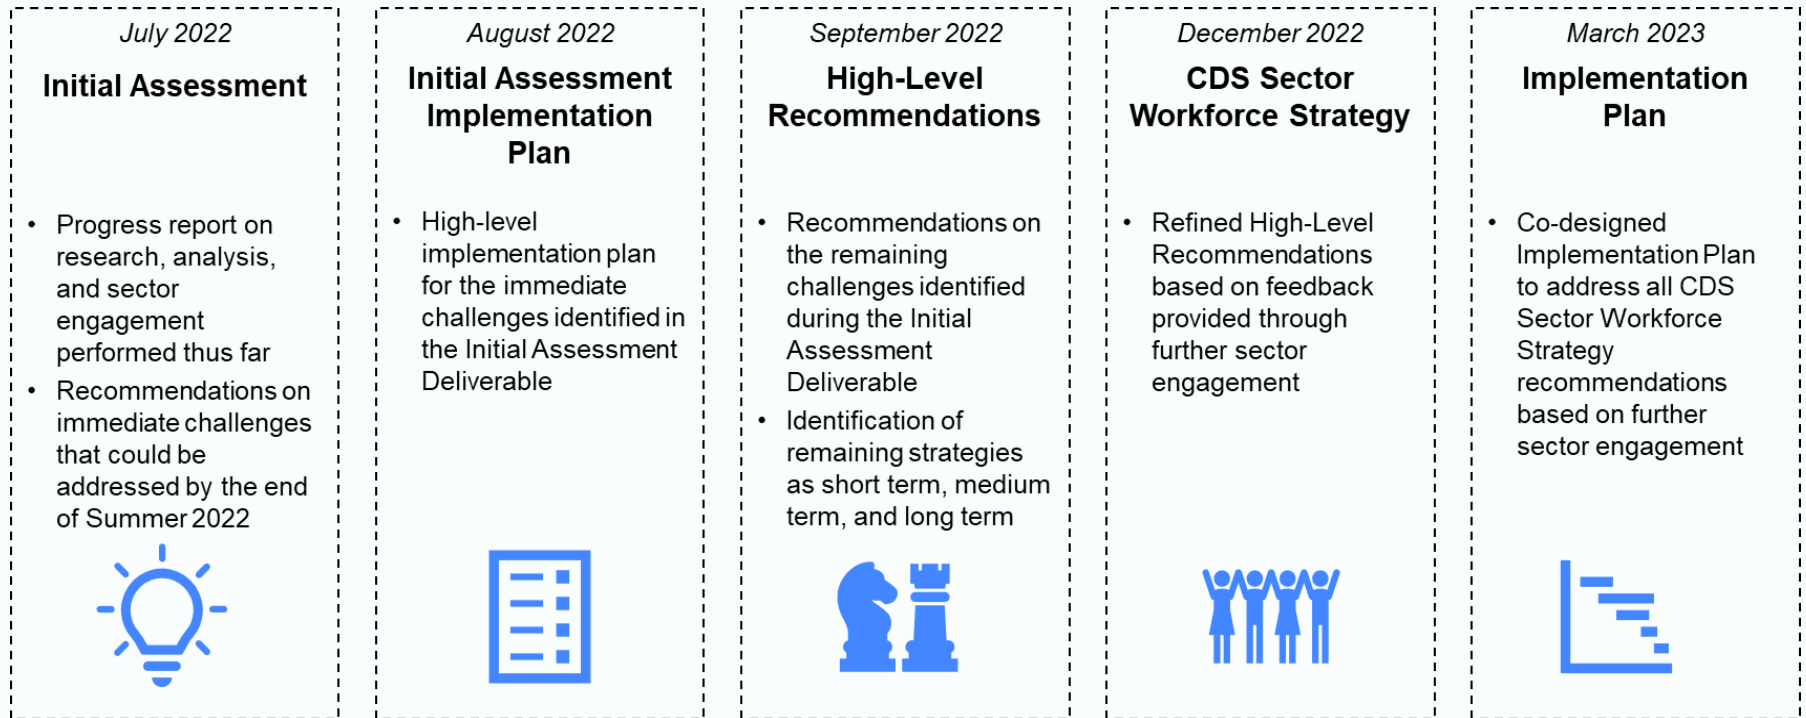 July 2022
Initial Assessment
• Progress report on
research, analysis,
and sector
engagement
performed thus far
• Recommendations on
immediate challenges
that could be
addressed by the end
of Summer 2022
August 2022
Initial Assessment
Implementation
Plan
• High-level
implementation plan
for the immediate
challenges identified in
the Initial Assessment
Deliverable
September 2022
High-Level
Recommendations
• Recommendations on
the remaining
challenges identified
during the Initial
Assessment
Deliverable
• Identification of
remaining strategies
as short term, medium
term, and long term
December 2022
CDS Sector
Workforce Strategy
• Refined High-Level
Recommendations
based on feedback
provided through
further sector
engagement
March 2023
Implementation
Plan
• Co-designed
Implementation Plan
to address all CDS
Sector Workforce
Strategy
recommendations
based on further
sector engagement